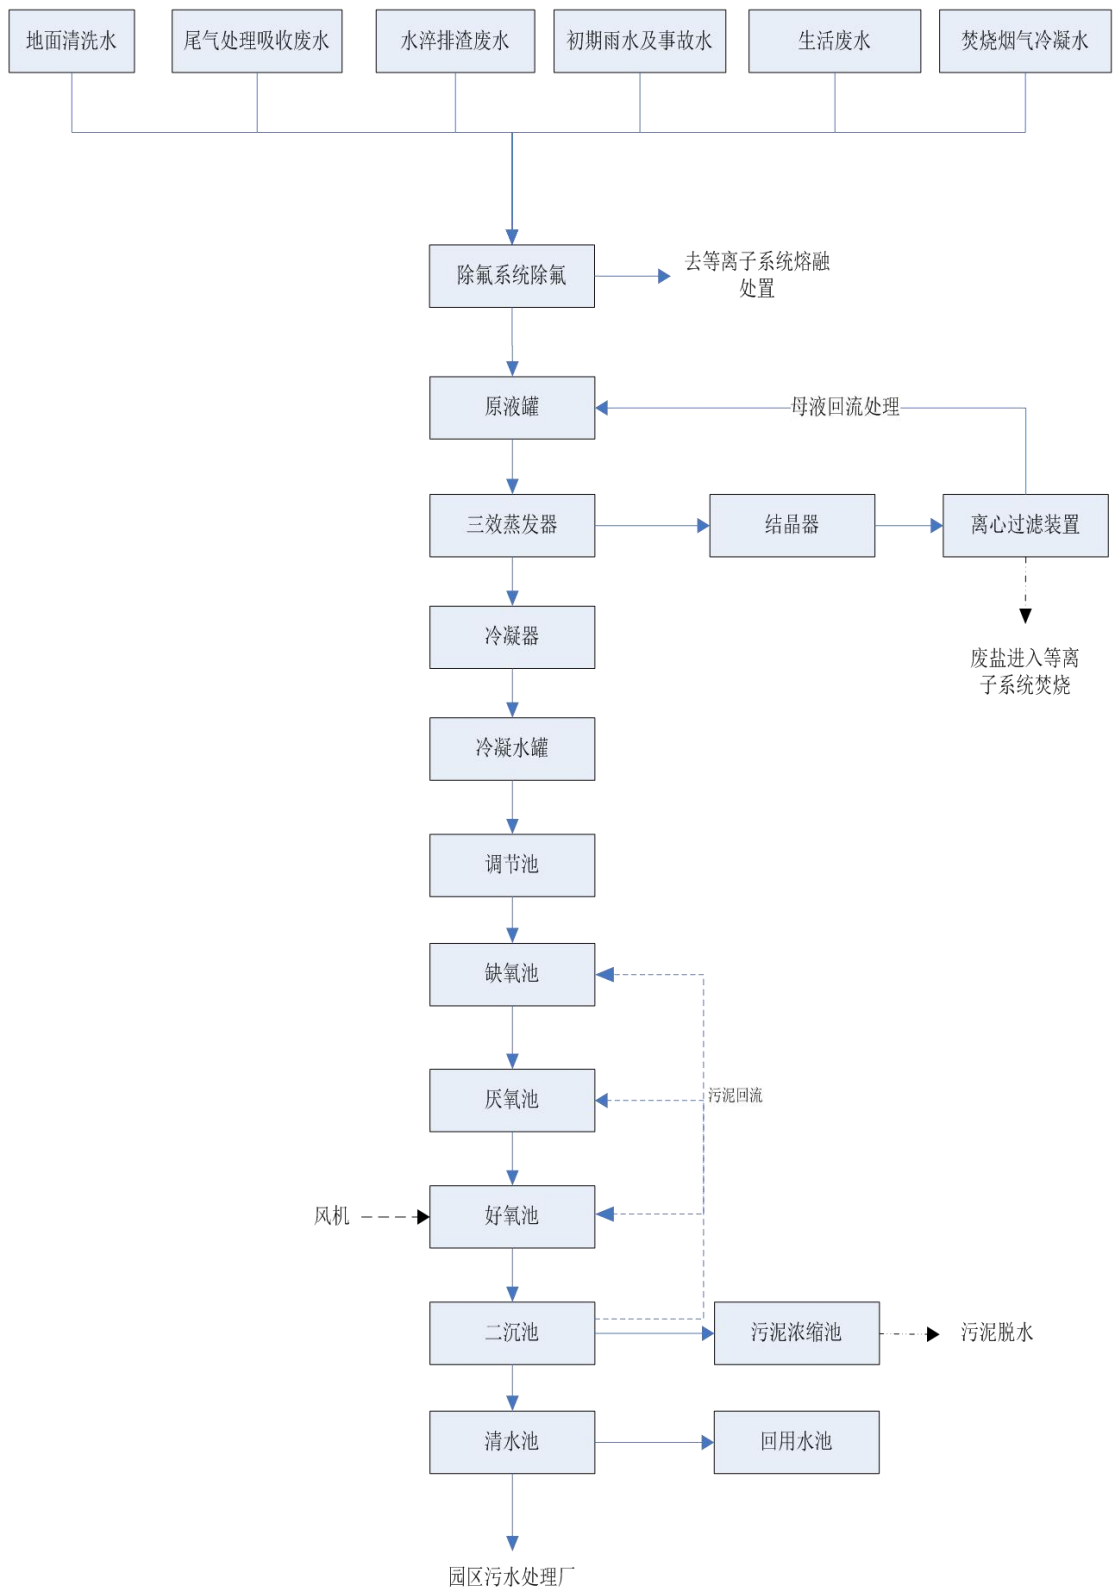 地面清洗水
尾气处理吸收废水
水淬排渣废水
初期雨水及事故水
生活废水
焚烧烟气冷凝水
除氟系统除氟
去等离子系统熔融
处置
原液罐
母液回流处理
三效蒸发器
结晶器
离心过滤装置
冷凝器
废盐进入等离
子系统焚烧
冷凝水罐
调节池
缺氧池
厌氧池
污泥回流
风机
好氧池
二沉池
污泥浓缩池
污泥脱水
清水池
回用水池
园区污水处理厂